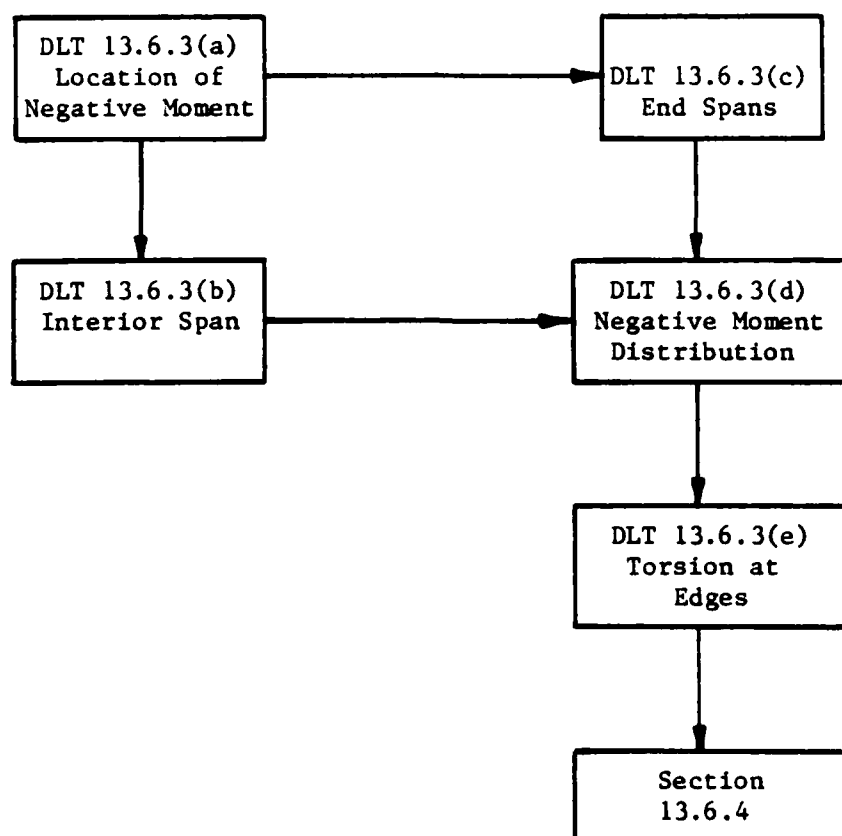 DLT 13.6.3(a)
Location of
Negative Moment
DLT 13.6.3(c)
End Spans
DLT 13.6.3(b)
Interior Span
DLT 13.6.3(d)
Negative Moment
Distribution
DLT 13.6.3(e)
Torsion at
Edges
Section
13.6.4